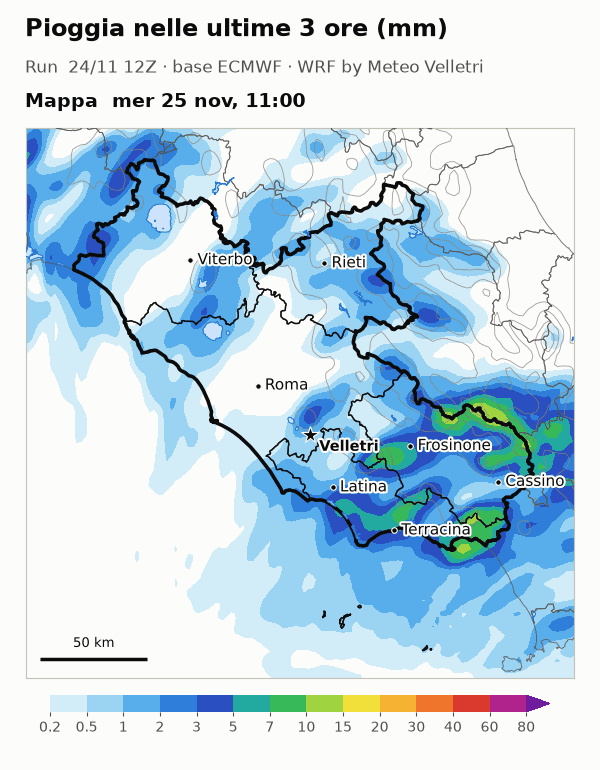 Pioggia nelle ultime 3 ore (mm)
Run  24/11 12Z · base ECMWF · WRF by Meteo Velletri
Mappa  mer 25 nov, 11:00
Viterbo
Rieti
Roma
Velletri
Frosinone
Latina
Cassino
Terracina
50 km
0.2 0.5 1 2 3 5 7 10 15 20 30 40 60 80